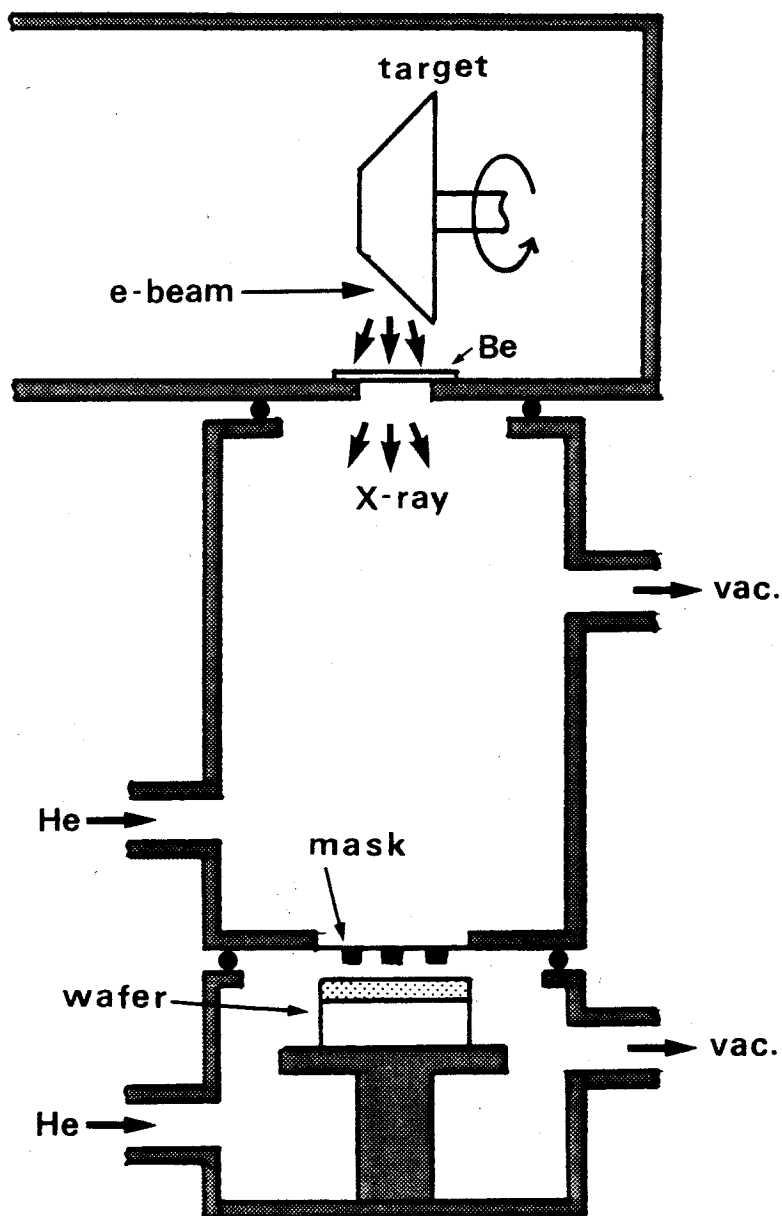 target
e-beam
Be
X-ray
vac.
He
mask
wafer
vac.
He